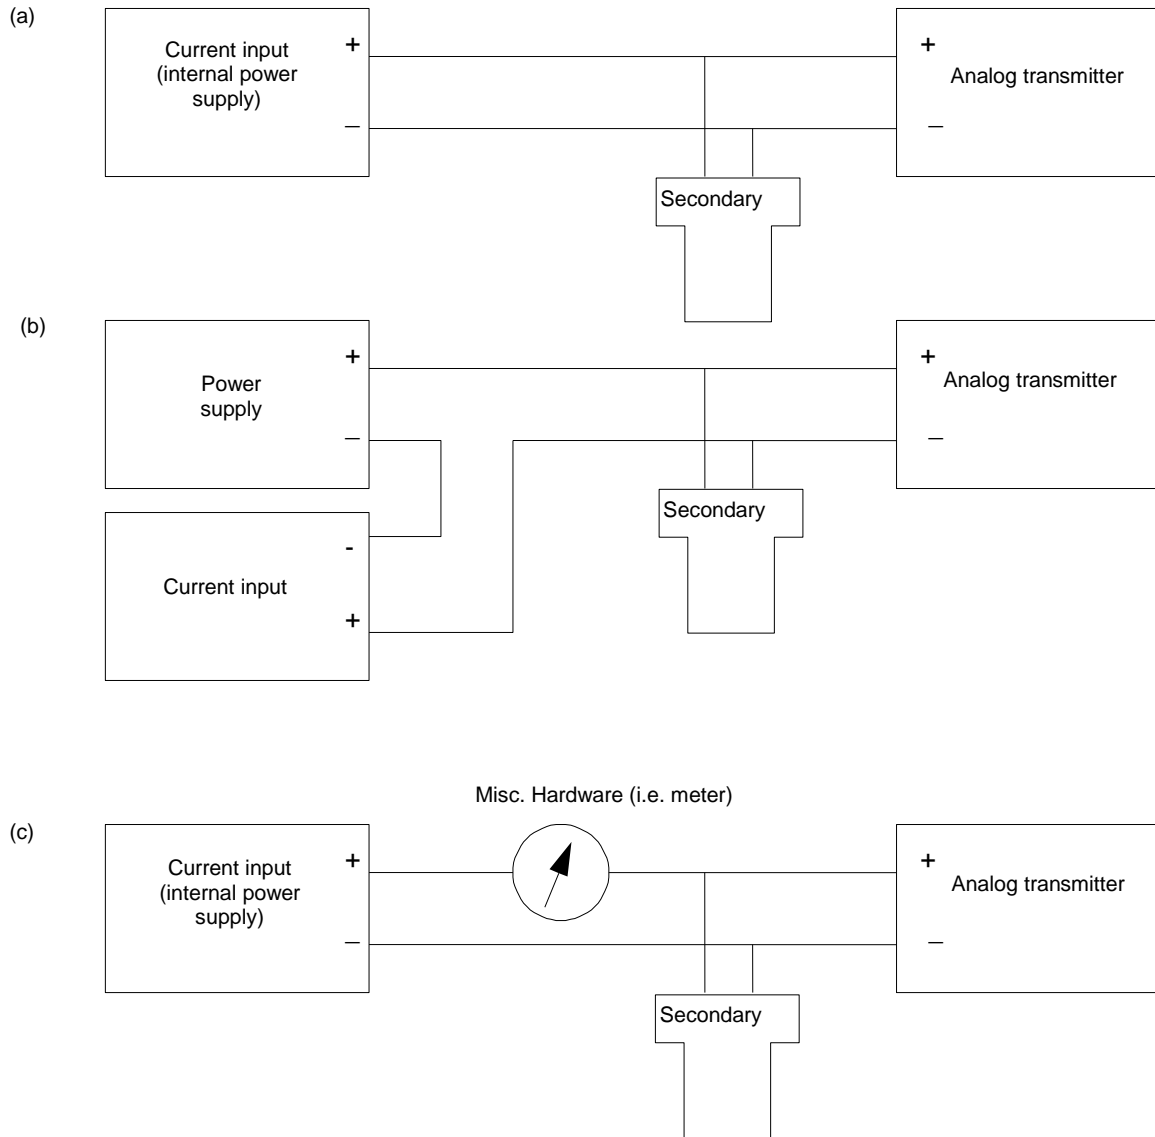 (a)
Current input
(internal power
supply)
+
–
+
Analog transmitter
–
Secondary
(b)
Power
supply
+
–
+
Analog transmitter
–
Secondary
Current input
-
+
Misc. Hardware (i.e. meter)
(c)
Current input
(internal power
supply)
+
–
+
Analog transmitter
–
Secondary